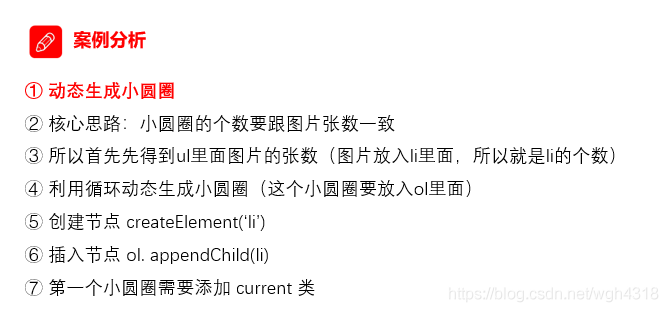 案例分析
① 动态生成小圆圈
② 核心思路：小圆圈的个数要跟图片张数一致
③ 所以首先先得到ul里面图片的张数（图片放入li里面，所以就是li的个数）
④ 利用循环动态生成小圆圈（这个小圆圈要放入ol里面）
⑤ 创建节点 createElement(‘li’)
⑥ 插入节点 ol. appendChild(li)
⑦ 第一个小圆圈需要添加 current 类
https://blog.csdn.net/wgh4318